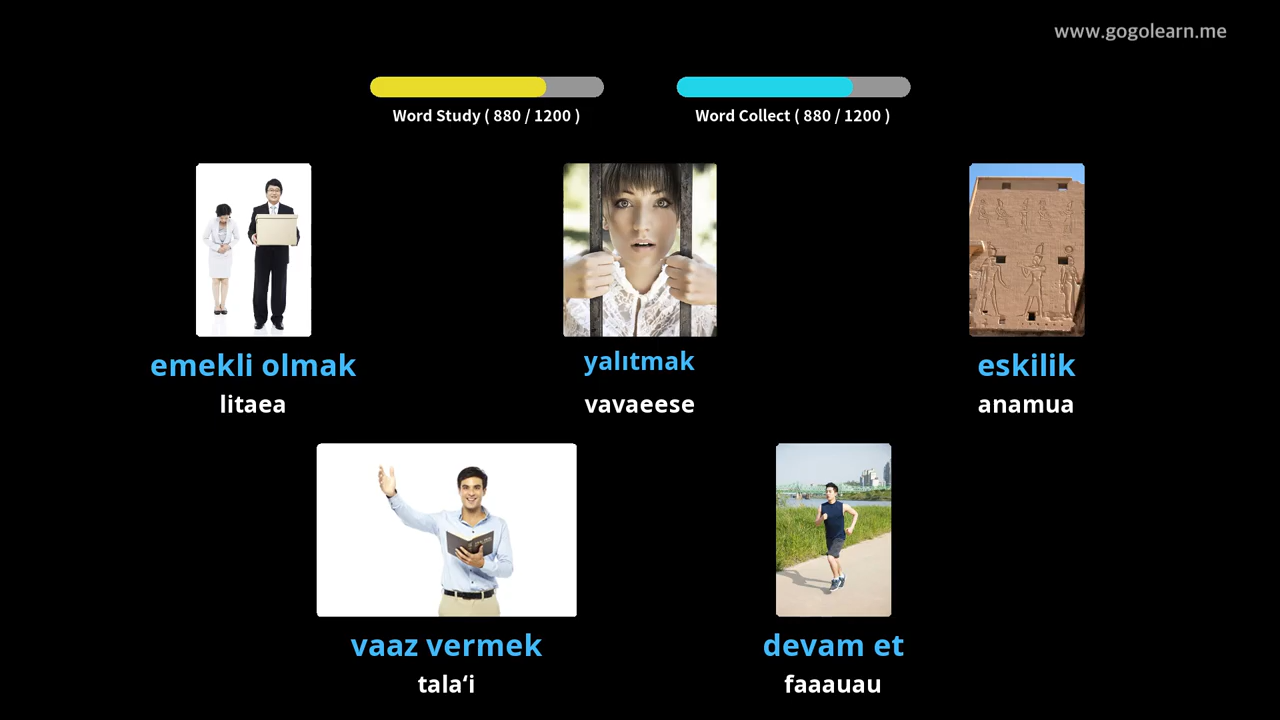 www.gogolearn.me
Word Study ( 880 / 1200 )
Word Collect ( 880 / 1200 )
emekli olmak
litaea
yalıtmak
vavaeese
eskilik
anamua
vaaz vermek
talaʻi
devam et
faaauau